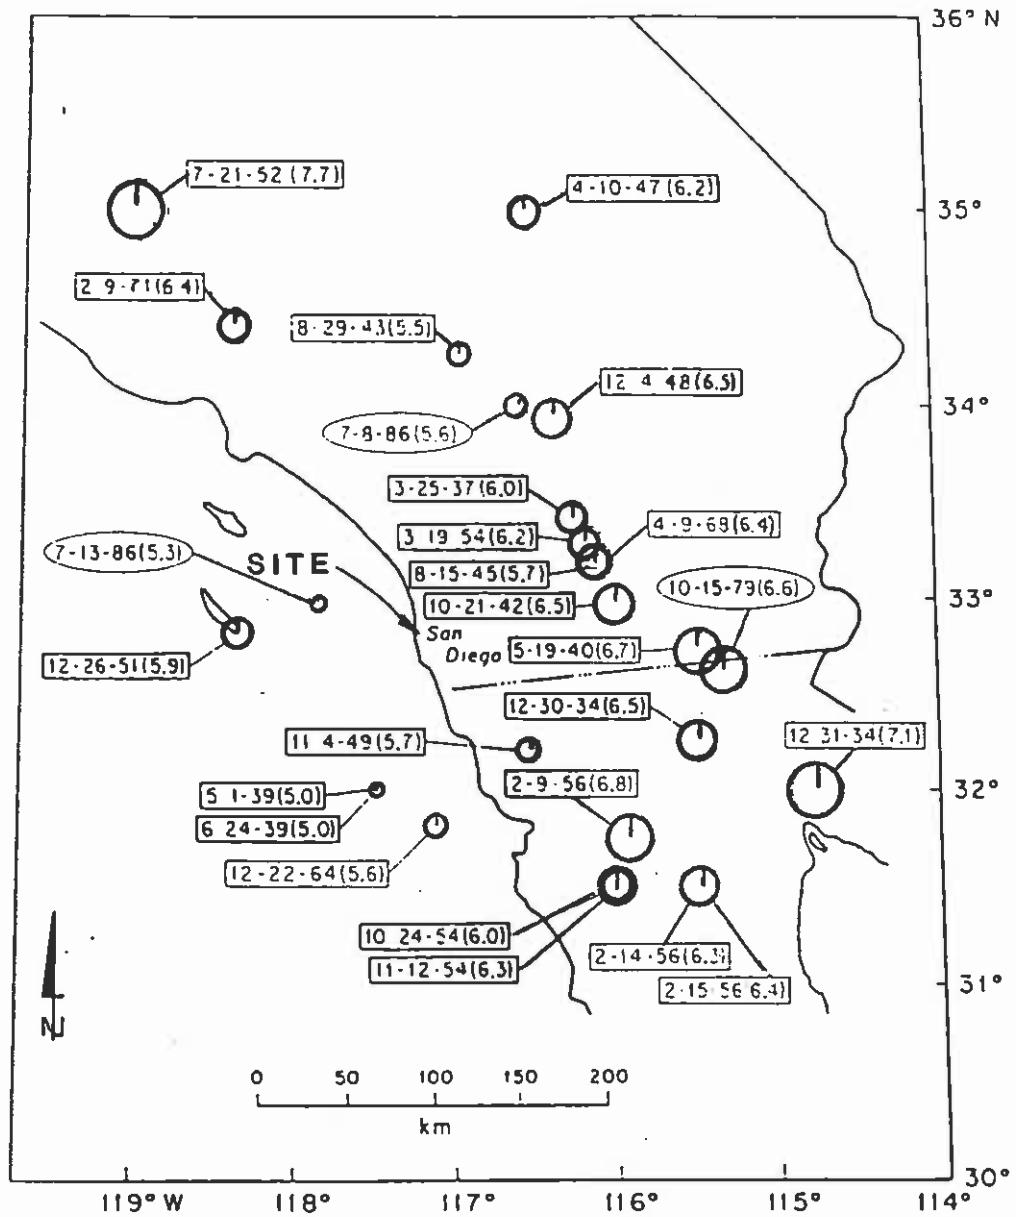 36° N
7-21-52 (7.7)
4-10-47(6.2)
35°
2 9-71(6 4)
8-29-43(5.5)
12 4 48(6.5)
34°
7-8-86(5.6)
3-25-37(6.0)
4-9-68(6.4)
3 19 54(6.2)
7-13-86(5.3)
SITE
8-15-45(5.7)
10-15-79(6.6)
10-21-42(6.5)
33°
San
Diego
5-19-40(6.7)
12-26-51(5.9)
12-30-34(6.5)
12 31-34(7.1)
11 4-49(5.7)
2-9-56(6.8)
32°
5 1-39(5.0)
6 24-39(5.0)
12-22-64(5.6)
10 24-54(6.0)
2-14-56(6.3)
11-12-54(6.3)
31°
2-15 56 6.4)
N
0 50 100 150 200
km
30°
119° W 118° 117° 116° 115° 114°